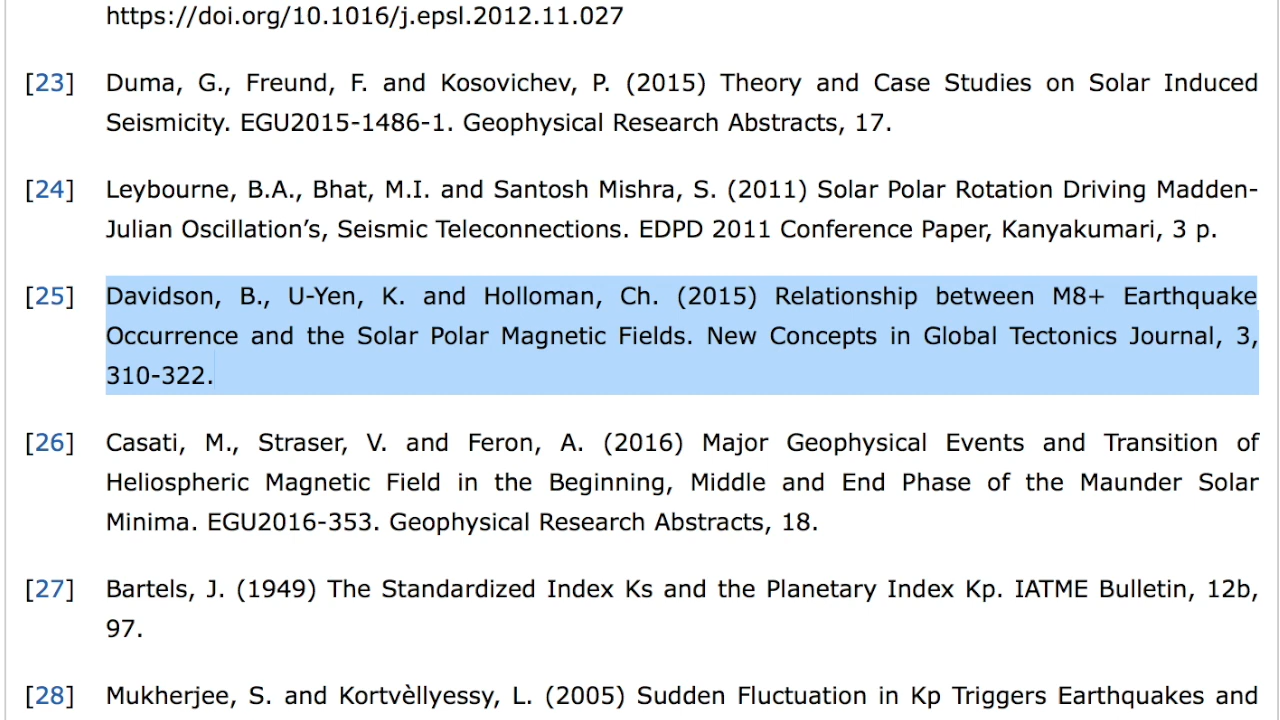 https://doi.org/10.1016/j.epsl.2012.11.027
[23] Duma, G., Freund, F. and Kosovichev, P. (2015) Theory and Case Studies on Solar Induced
Seismicity. EGU2015-1486-1. Geophysical Research Abstracts, 17.
[24] Leybourne, B.A., Bhat, M.I. and Santosh Mishra, S. (2011) Solar Polar Rotation Driving Madden-
Julian Oscillation’s, Seismic Teleconnections. EDPD 2011 Conference Paper, Kanyakumari, 3 p.
[25] Davidson, B., U-Yen, K. and Holloman, Ch. (2015) Relationship between M8+ Earthquake
Occurrence and the Solar Polar Magnetic Fields. New Concepts in Global Tectonics Journal, 3,
310-322.
[26] Casati, M., Straser, V. and Feron, A. (2016) Major Geophysical Events and Transition of
Heliospheric Magnetic Field in the Beginning, Middle and End Phase of the Maunder Solar
Minima. EGU2016-353. Geophysical Research Abstracts, 18.
[27] Bartels, J. (1949) The Standardized Index Ks and the Planetary Index Kp. IATME Bulletin, 12b,
97.
[28] Mukherjee, S. and Kortvèllyessy, L. (2005) Sudden Fluctuation in Kp Triggers Earthquakes and